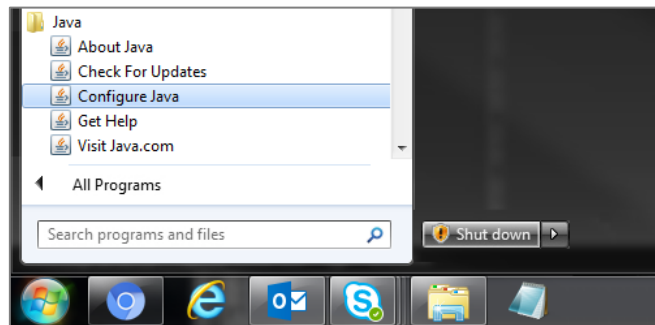 Java
About Java
Check For Updates
Configure Java
Get Help
Visit Java.com
All Programs
Search programs and files
Shut down